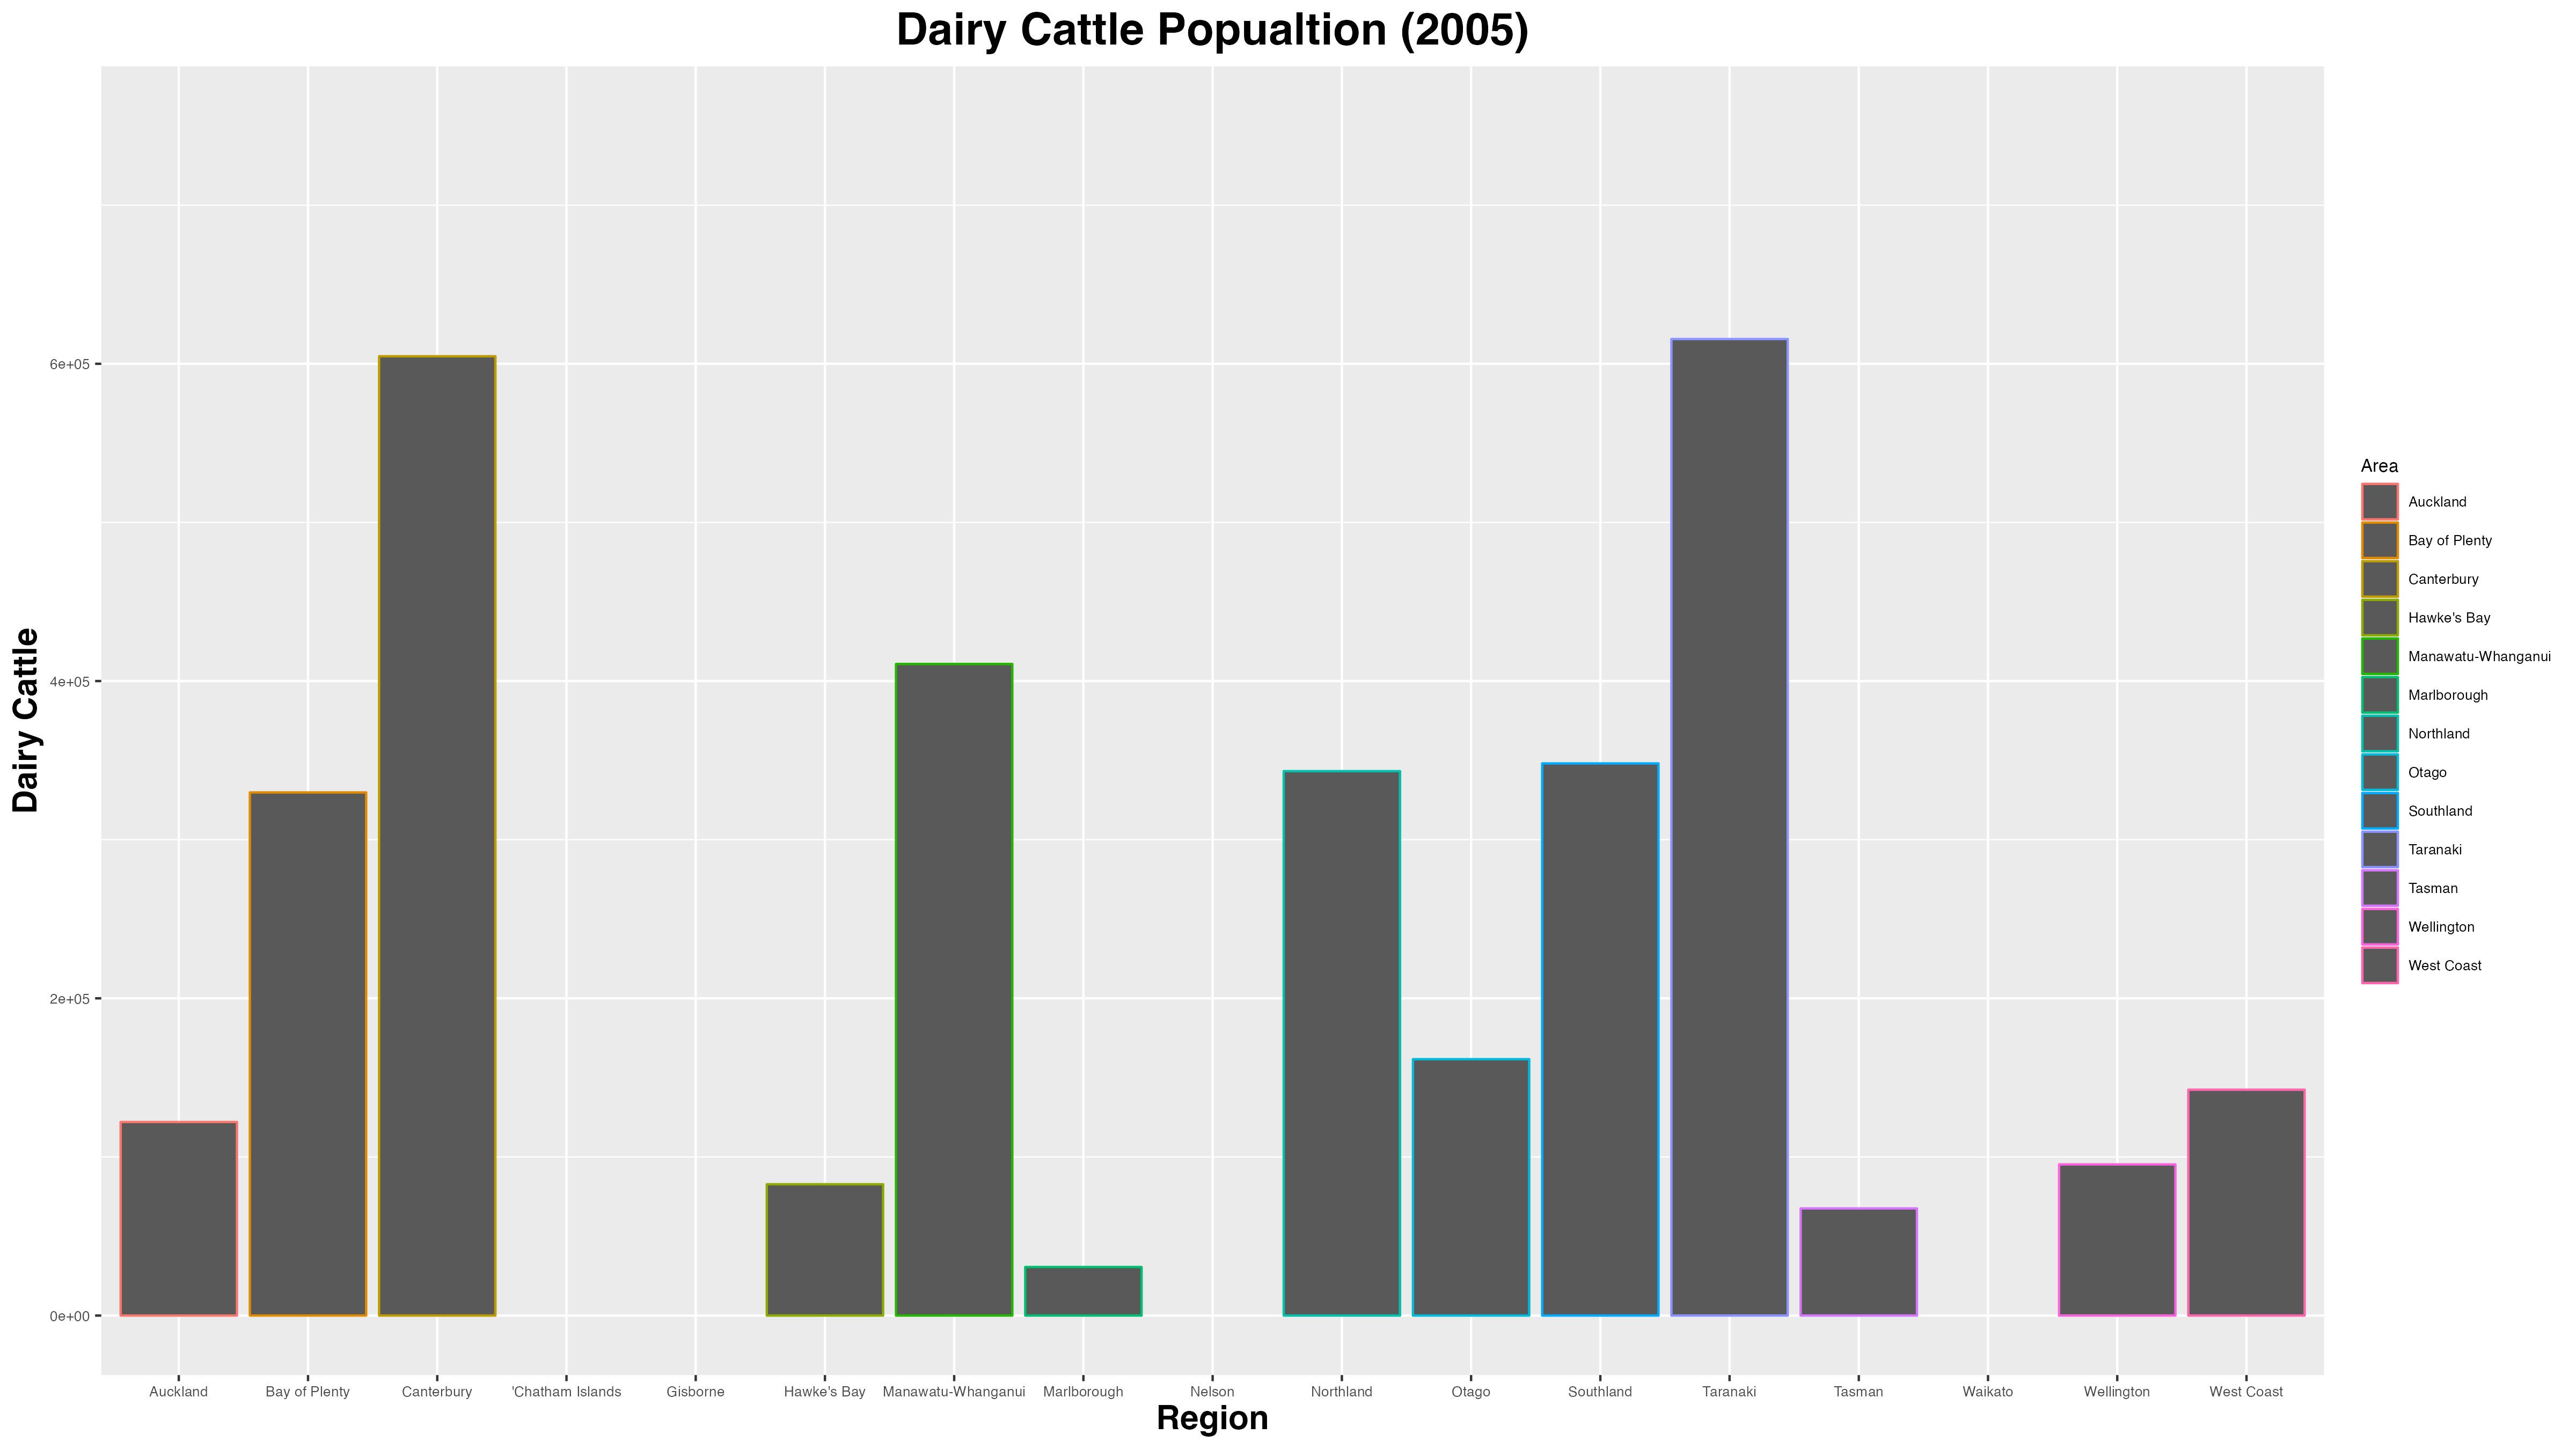 Dairy Cattle Popualtion (2005)
Dairy Cattle
6e+05
4e+05
2e+05
0e+00
Auckland
Bay of Plenty
Canterbury
'Chatham Islands
Gisborne
Hawke's Bay
Manawatu-Whanganui
Marlborough
Nelson
Northland
Otago
Southland
Taranaki
Tasman
Waikato
Wellington
West Coast
Region
Area
Auckland
Bay of Plenty
Canterbury
Hawke's Bay
Manawatu-Whanganui
Marlborough
Northland
Otago
Southland
Taranaki
Tasman
Wellington
West Coast